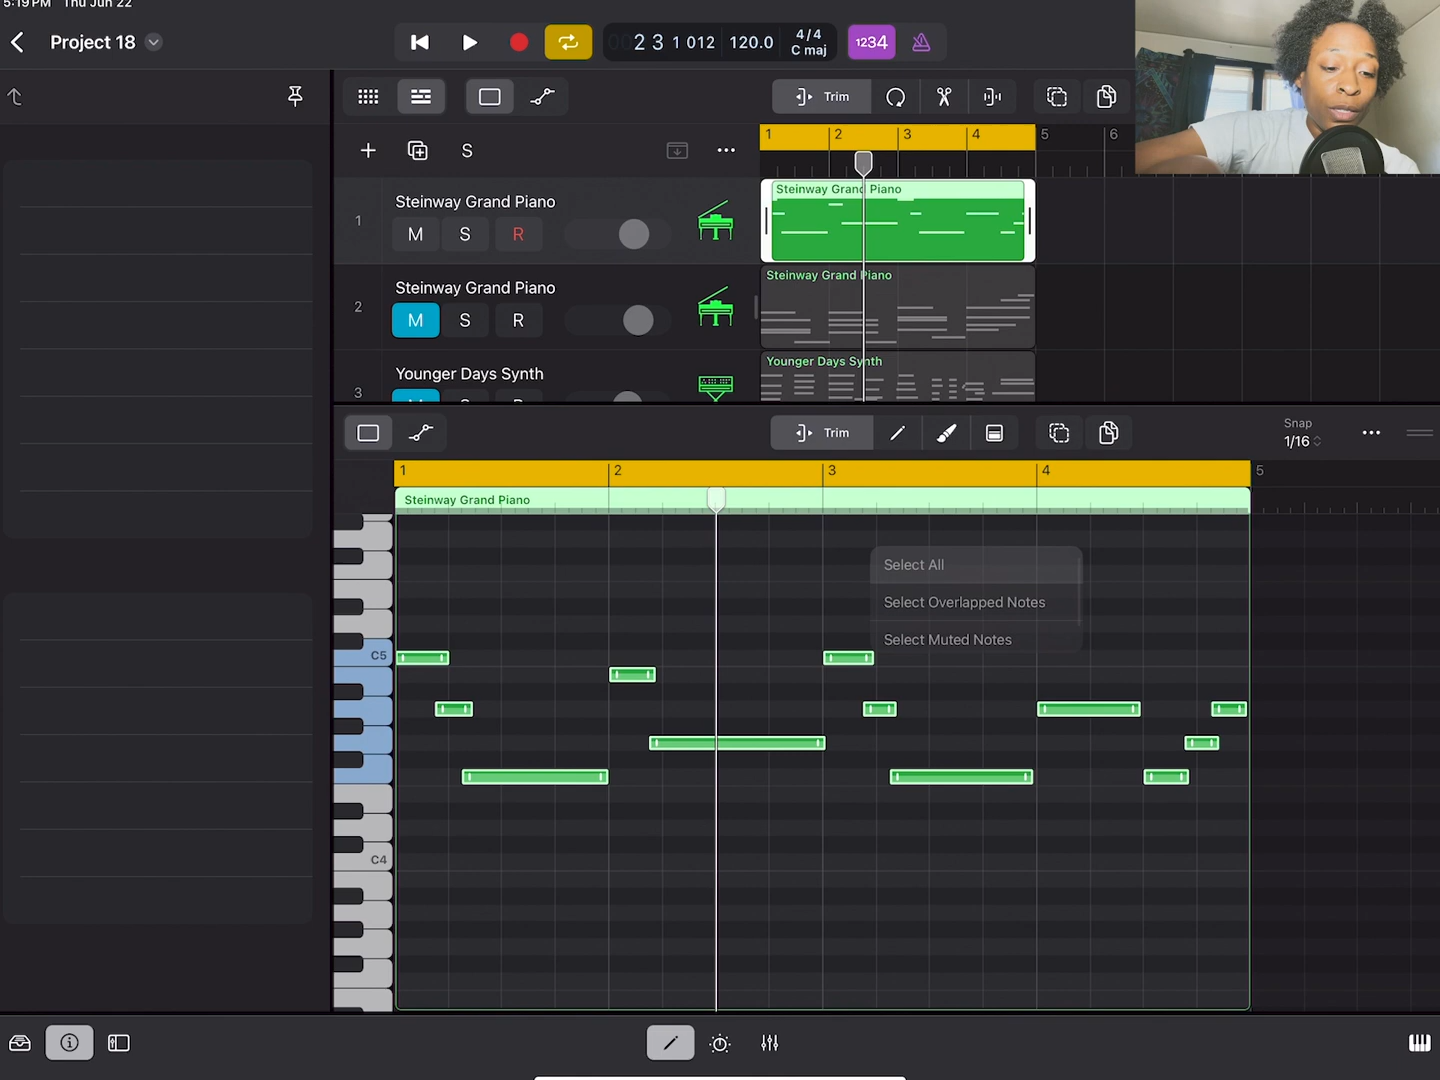 5:19 PM Thu Jun 22
Project 18
002 3 1 012
120.0
4/4
C maj
1234
Trim
S
1 2 3 4 5 6
1
Steinway Grand Piano
M S R
Steinway Grand Piano
2
Steinway Grand Piano
M S R
Steinway Grand Piano
3
Younger Days Synth
M S R
Younger Days Synth
Trim
Snap
1/16
1 2 3 4 5
Steinway Grand Piano
Select All
Select Overlapped Notes
Select Muted Notes
C5
C4